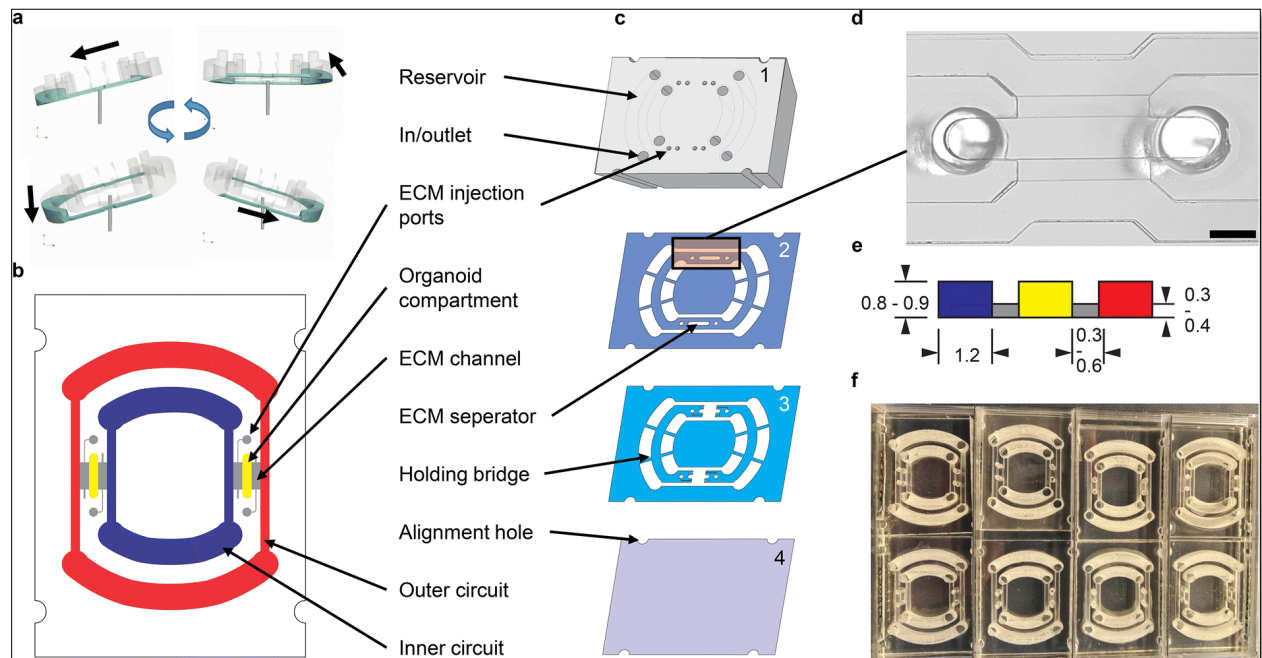 a
c
d
Reservoir
1
In/outlet
ECM injection
ports
2
e
b
Organoid
compartment
0.8 - 0.9
0.3
-
0.4
0.3
-
0.6
1.2
ECM channel
3
f
ECM seperator
Holding bridge
Alignment hole
4
Outer circuit
Inner circuit